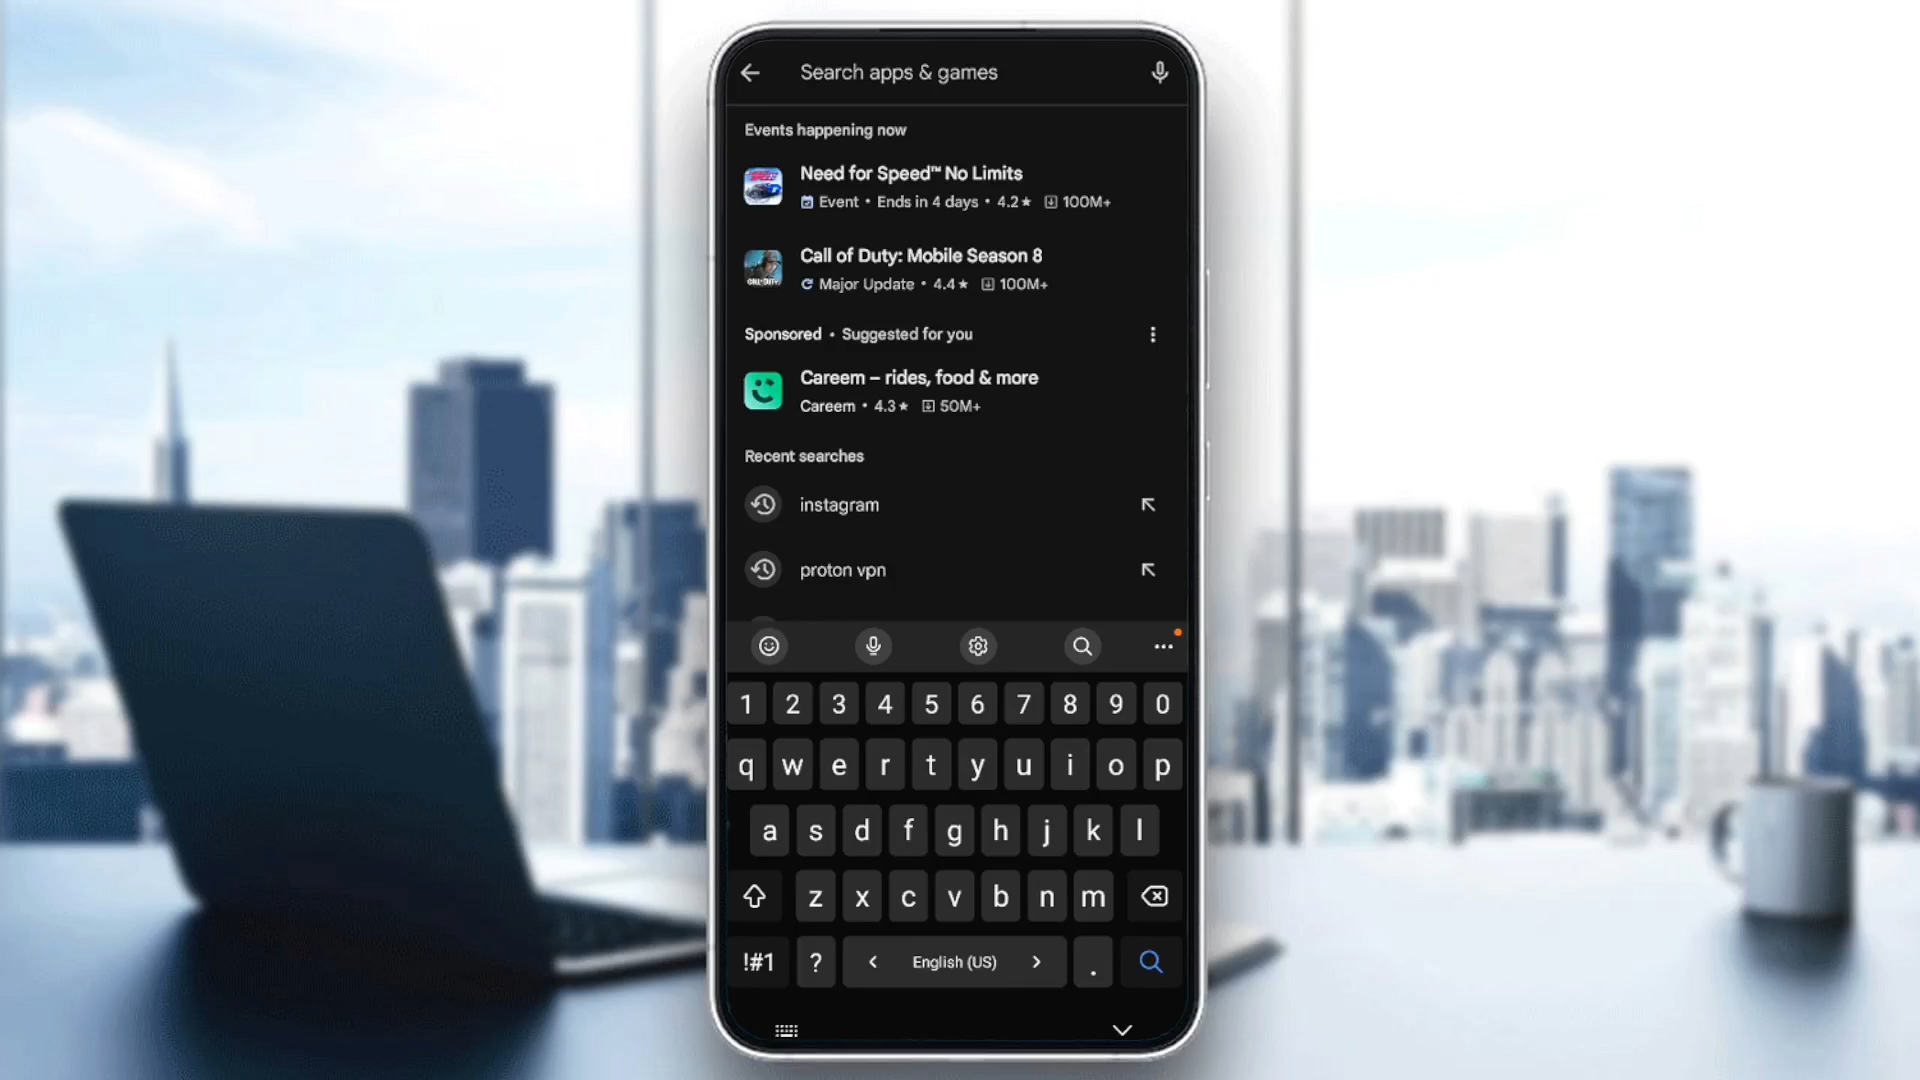 Search apps & games
Events happening now
Need for Speed™ No Limits
Event • Ends in 4 days • 4.2★ 100M+
Call of Duty: Mobile Season 8
Major Update • 4.4★ 100M+
Sponsored • Suggested for you
Careem – rides, food & more
Careem • 4.3★ 50M+
Recent searches
instagram
proton vpn
1 2 3 4 5 6 7 8 9 0
q w e r t y u i o p
a s d f g h j k l
z x c v b n m
!#1 ? < English (US) > .